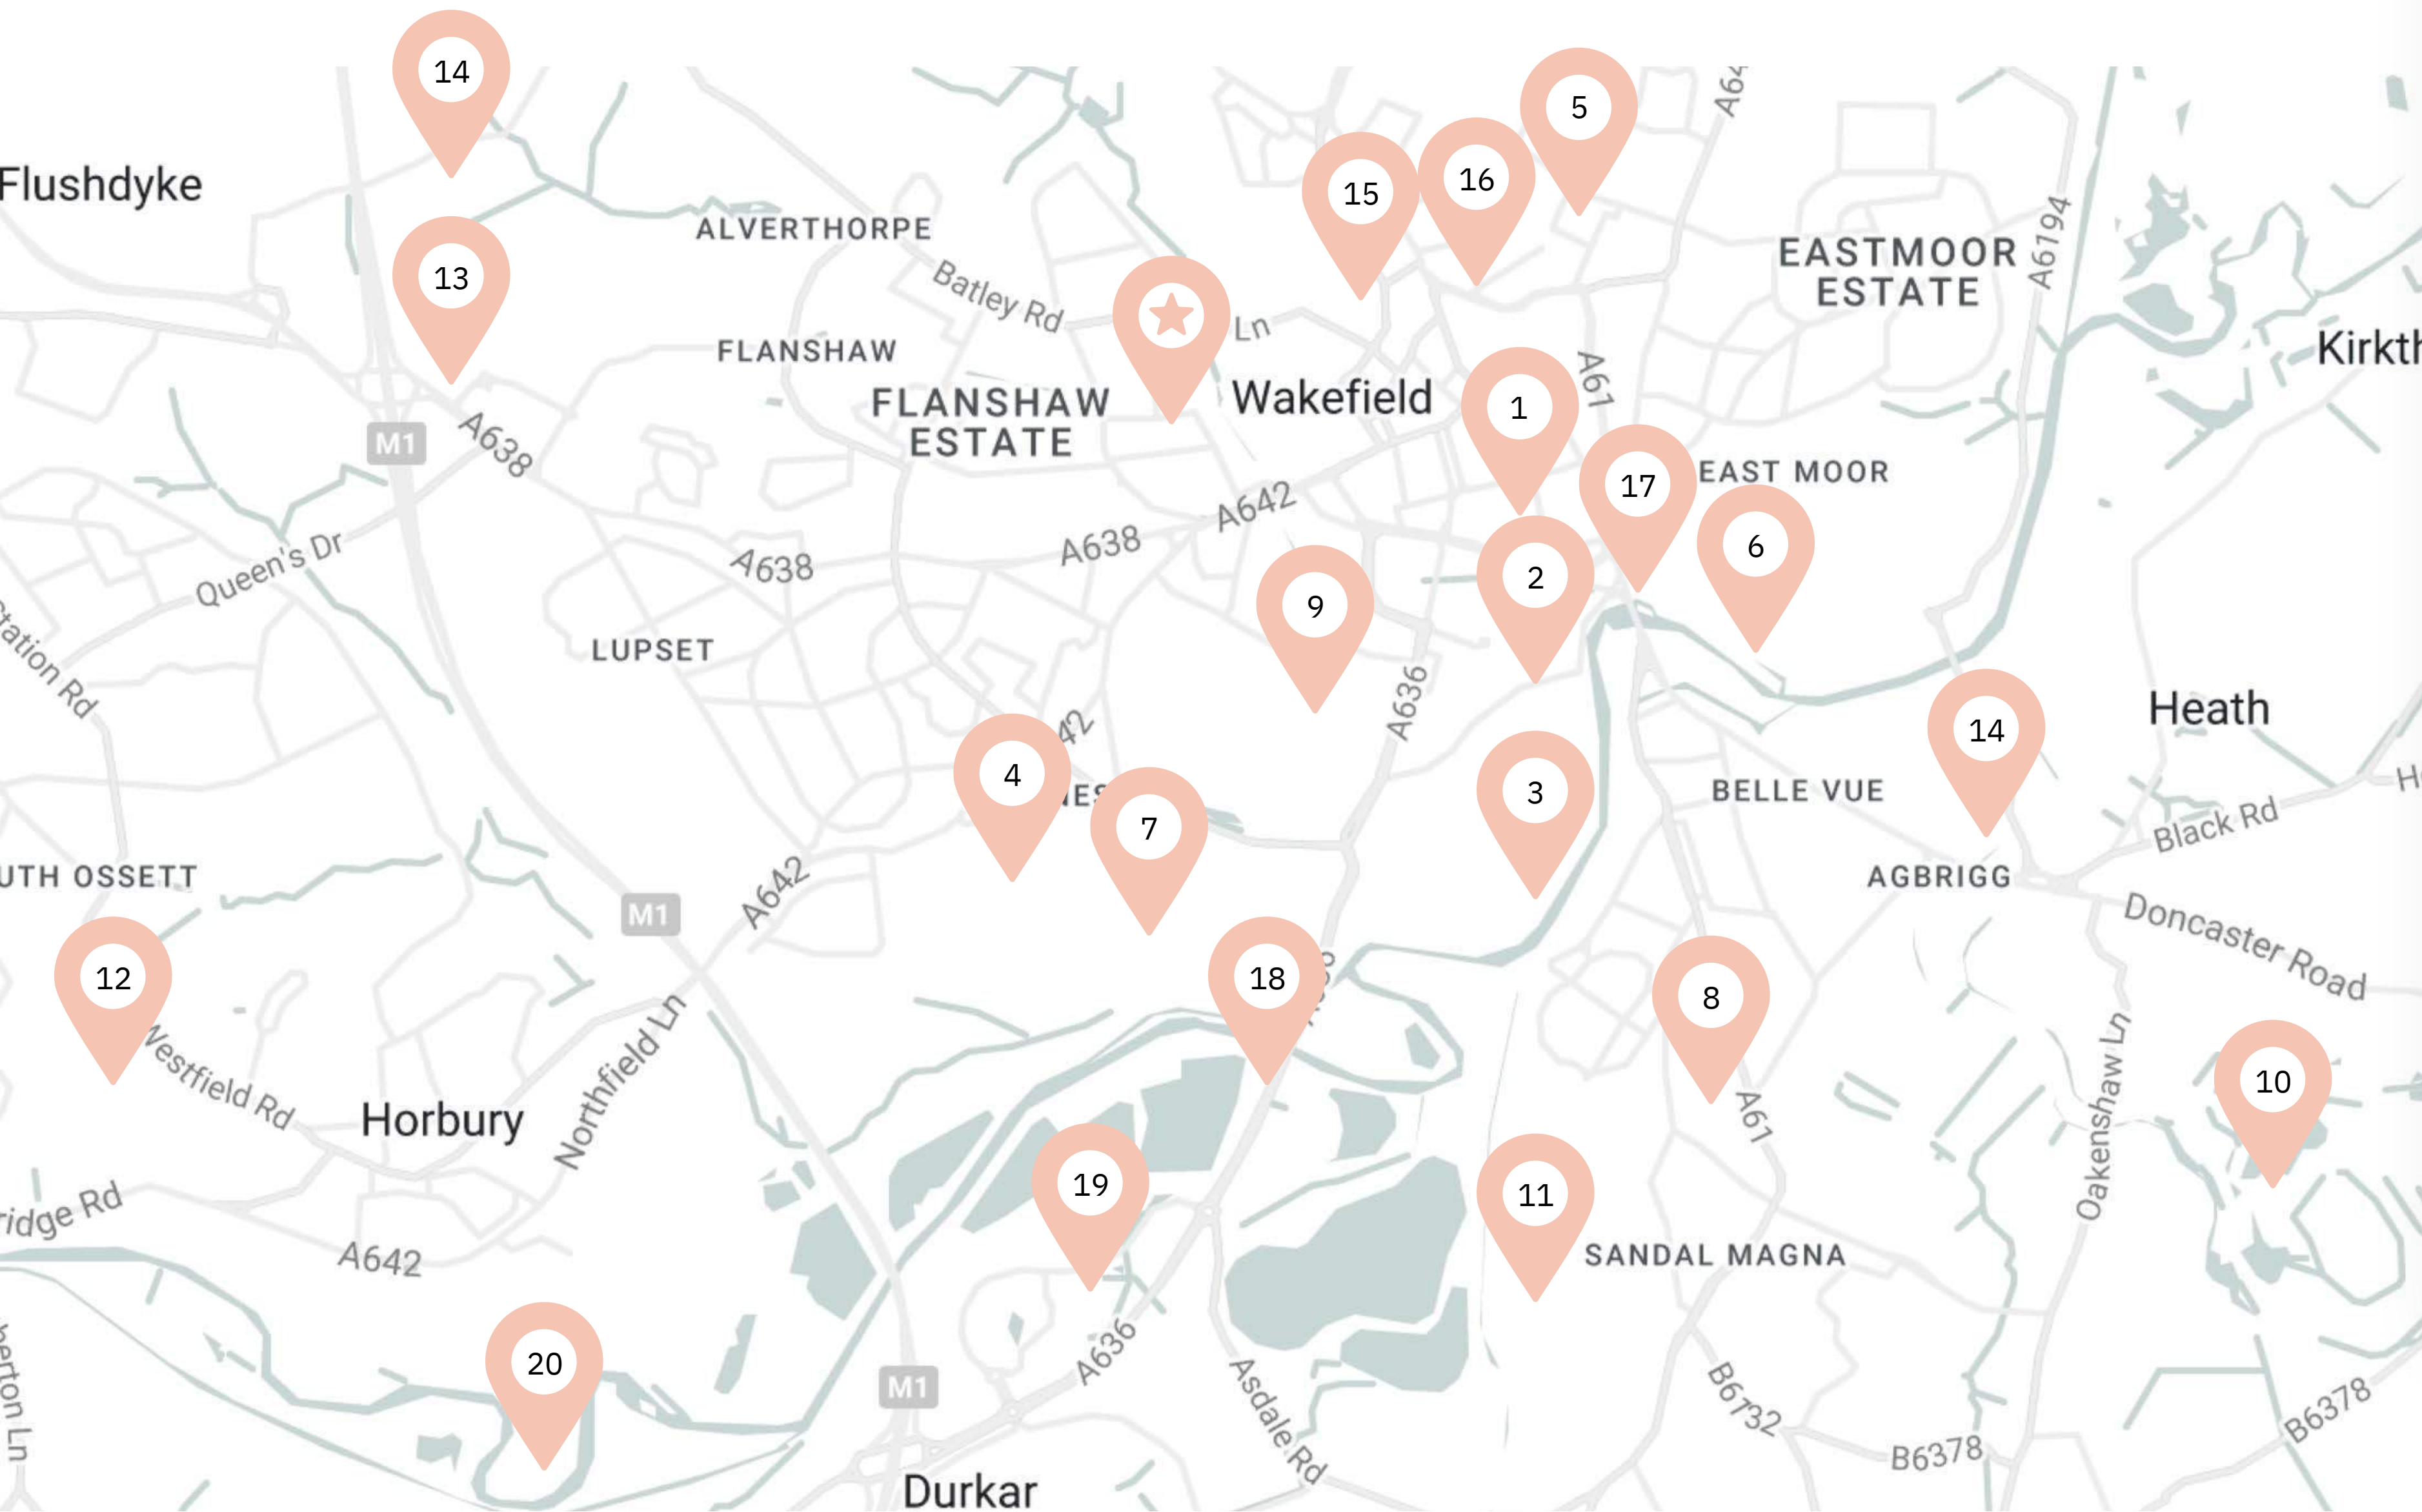 14
5
A64
Flushdyke
15
16
ALVERTHORPE
EASTMOOR
ESTATE
A6194
13
Batley Rd
Ln
FLANSHAW
Kirkth
FLANSHAW
ESTATE
Wakefield
1
A61
M1
A638
17
EAST MOOR
A642
A638
A638
Queen's Dr
9
2
6
Station Rd
LUPSET
A636
42
14
Heath
4
7
3
BELLE VUE
Black Rd
UTH OSSETT
AGBRIGG
M1
A642
Doncaster Road
12
18
8
Westfield Rd
Horbury
Northfield Ln
10
A61
Oakenshaw Ln
19
11
ridge Rd
A642
SANDAL MAGNA
20
A636
M1
Asdale Rd
B6732
B6378
B6378
berton Ln
Durkar